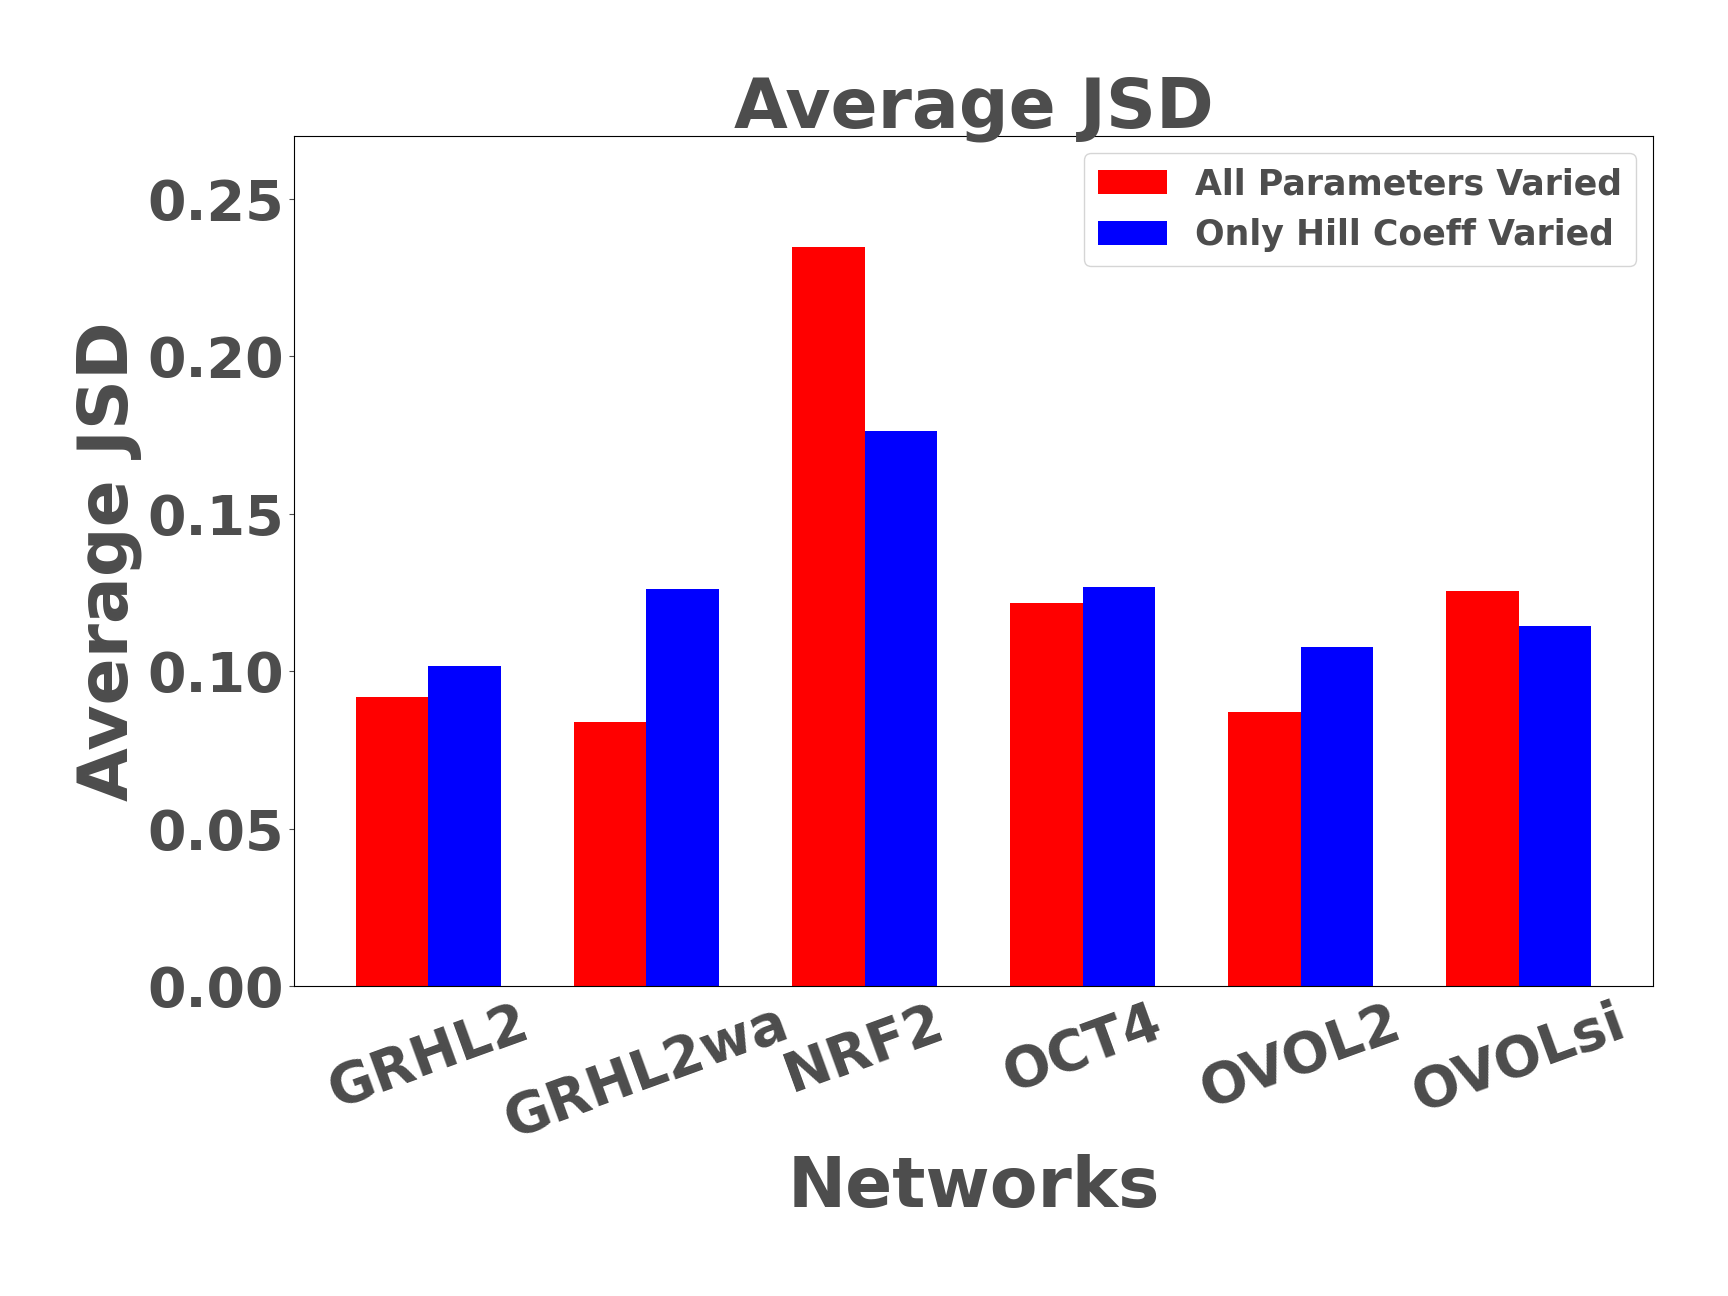 Average JSD
All Parameters Varied
Only Hill Coeff Varied
Average JSD
0.25
0.20
0.15
0.10
0.05
0.00
GRHL2
GRHL2wa
NRF2
OCT4
OVOL2
OVOLsi
Networks